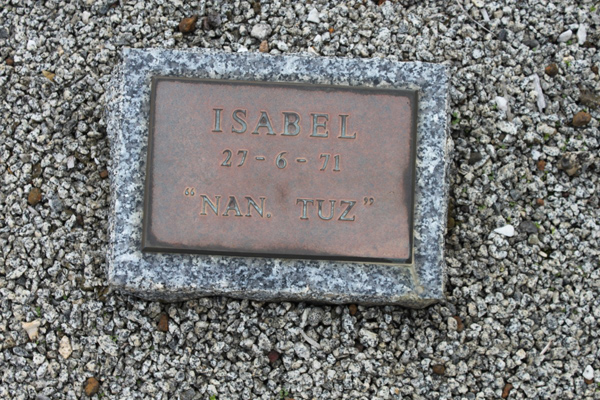 ISABEL
27-6-71
"NAN. TUZ"